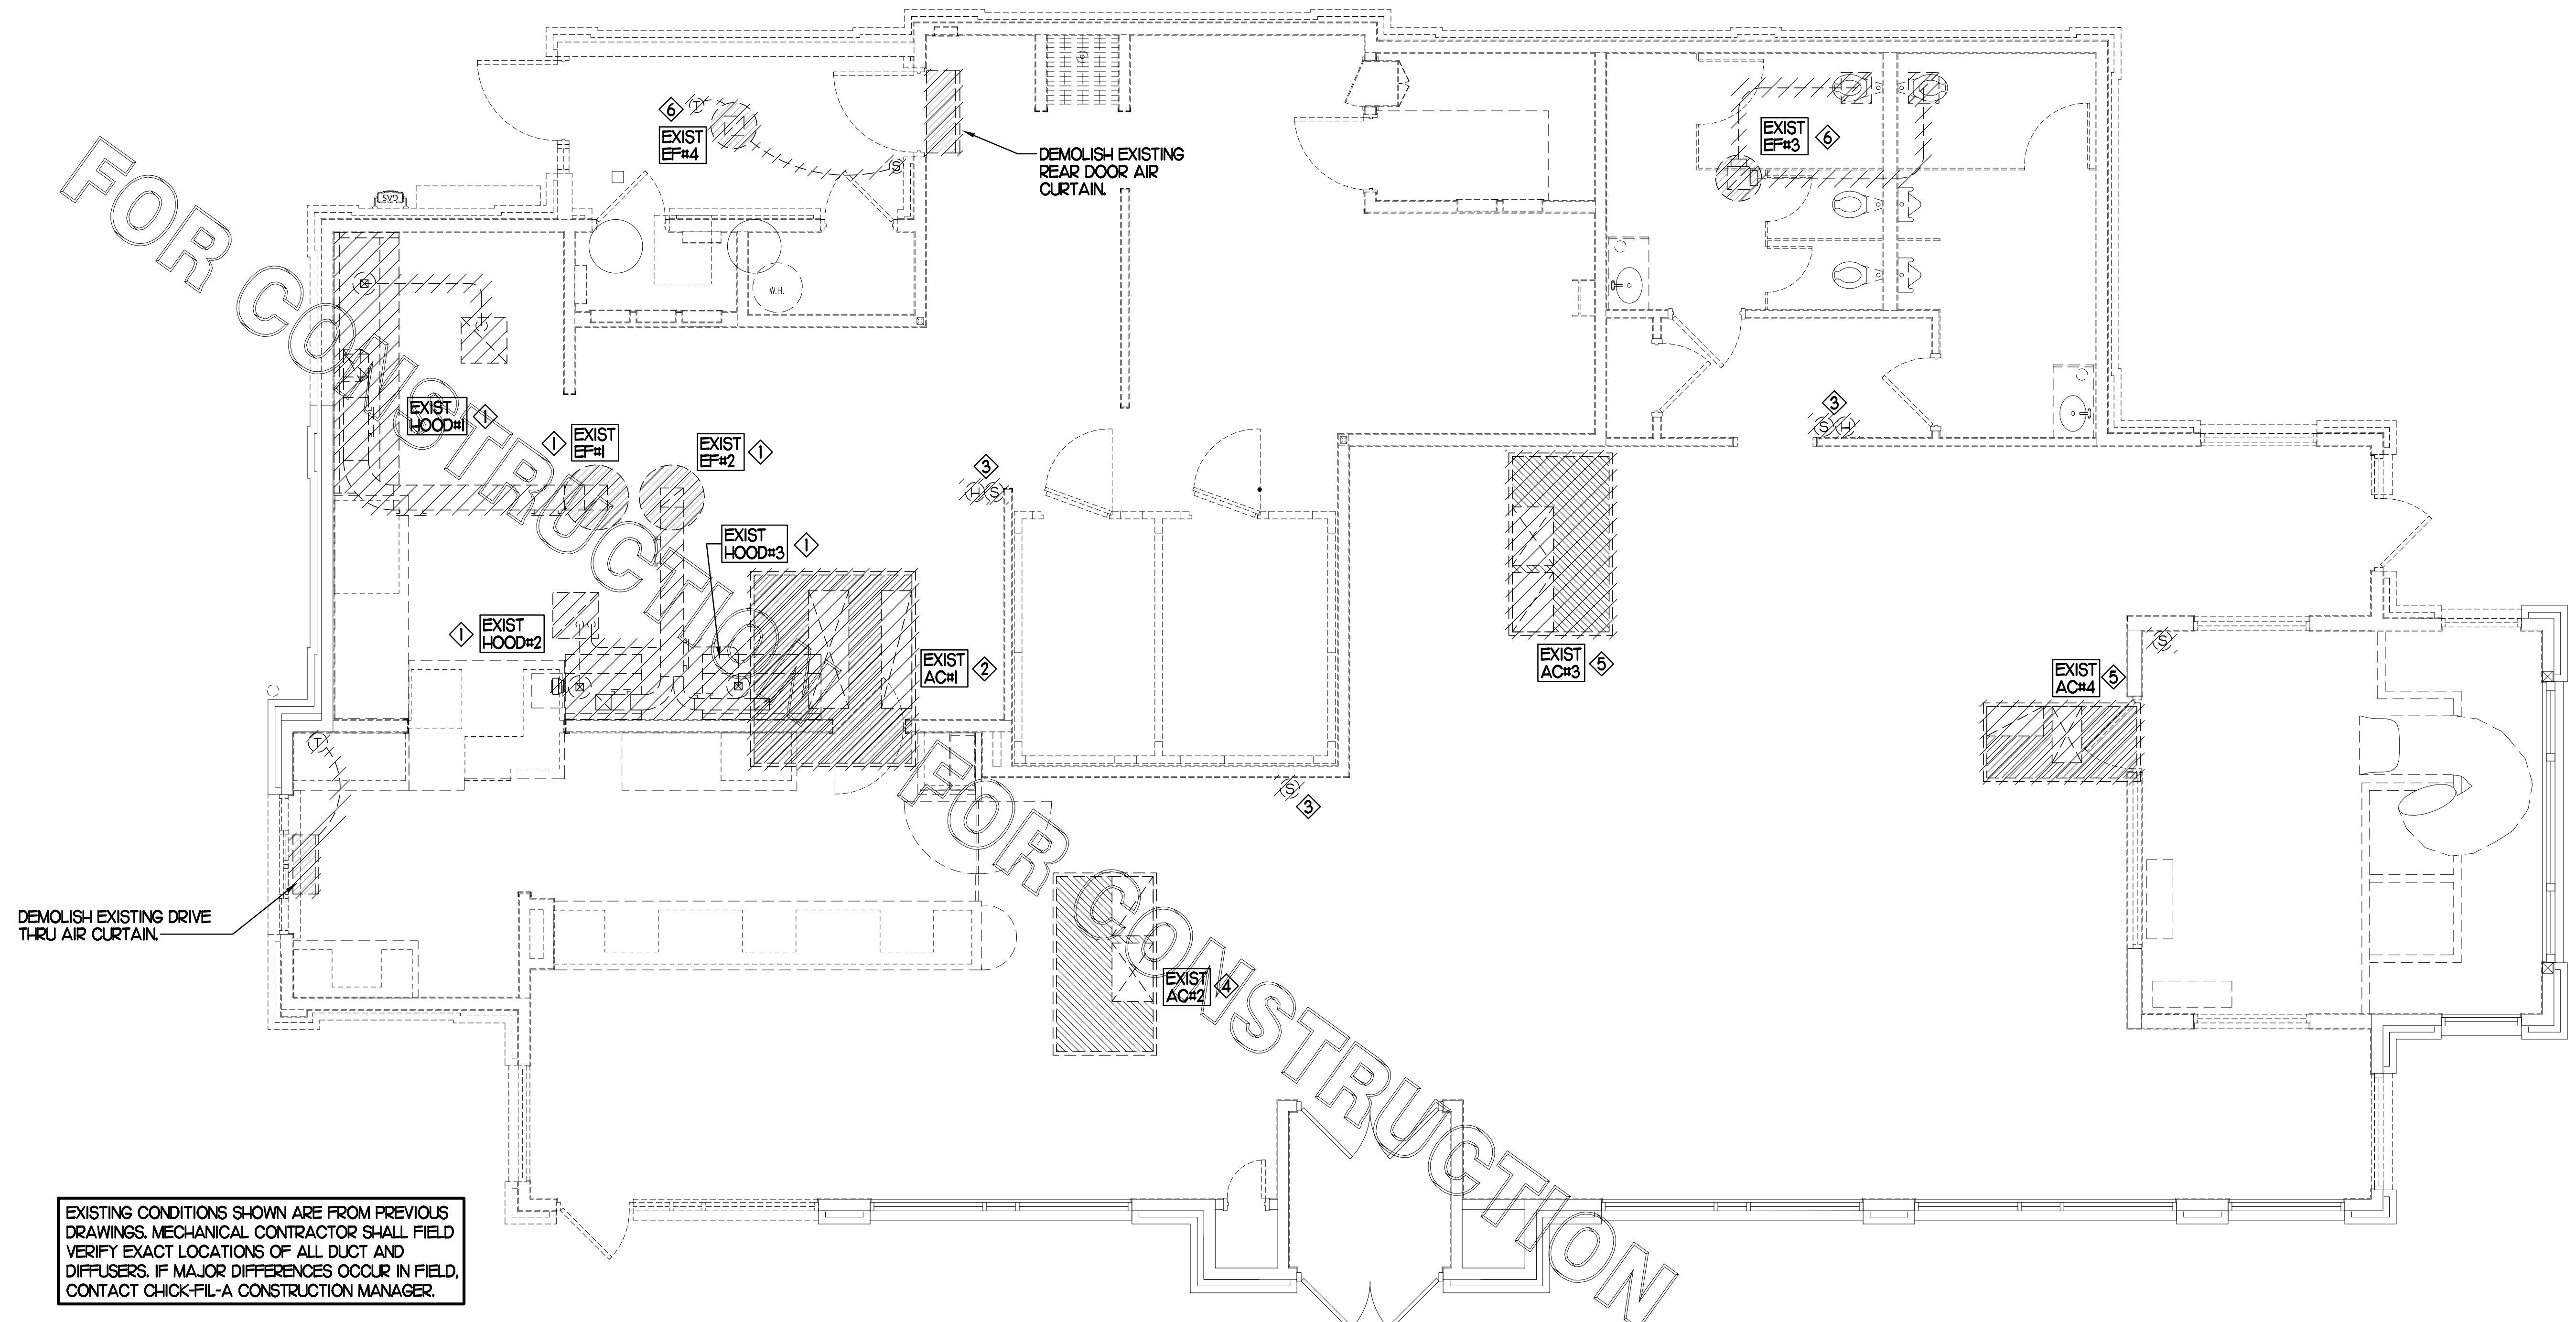 6
T
EXIST
EF#4
S
DEMOLISH EXISTING
REAR DOOR AIR
CURTAIN.
EXIST
EF#3
6
GAS
W.H.
FOR CONSTRUCTION
EXIST
HOOD#1
1
1
EXIST
EF#1
EXIST
EF#2
1
3
H
S
3
S
H
EXIST
HOOD#3
1
1
EXIST
HOOD#2
EXIST
AC#1
2
EXIST
AC#3
5
S
EXIST
AC#4
5
T
S
3
FOR CONSTRUCTION
DEMOLISH EXISTING DRIVE
THRU AIR CURTAIN.
EXIST
AC#2
4
EXISTING CONDITIONS SHOWN ARE FROM PREVIOUS
DRAWINGS. MECHANICAL CONTRACTOR SHALL FIELD
VERIFY EXACT LOCATIONS OF ALL DUCT AND
DIFFUSERS. IF MAJOR DIFFERENCES OCCUR IN FIELD,
CONTACT CHICK-FIL-A CONSTRUCTION MANAGER.